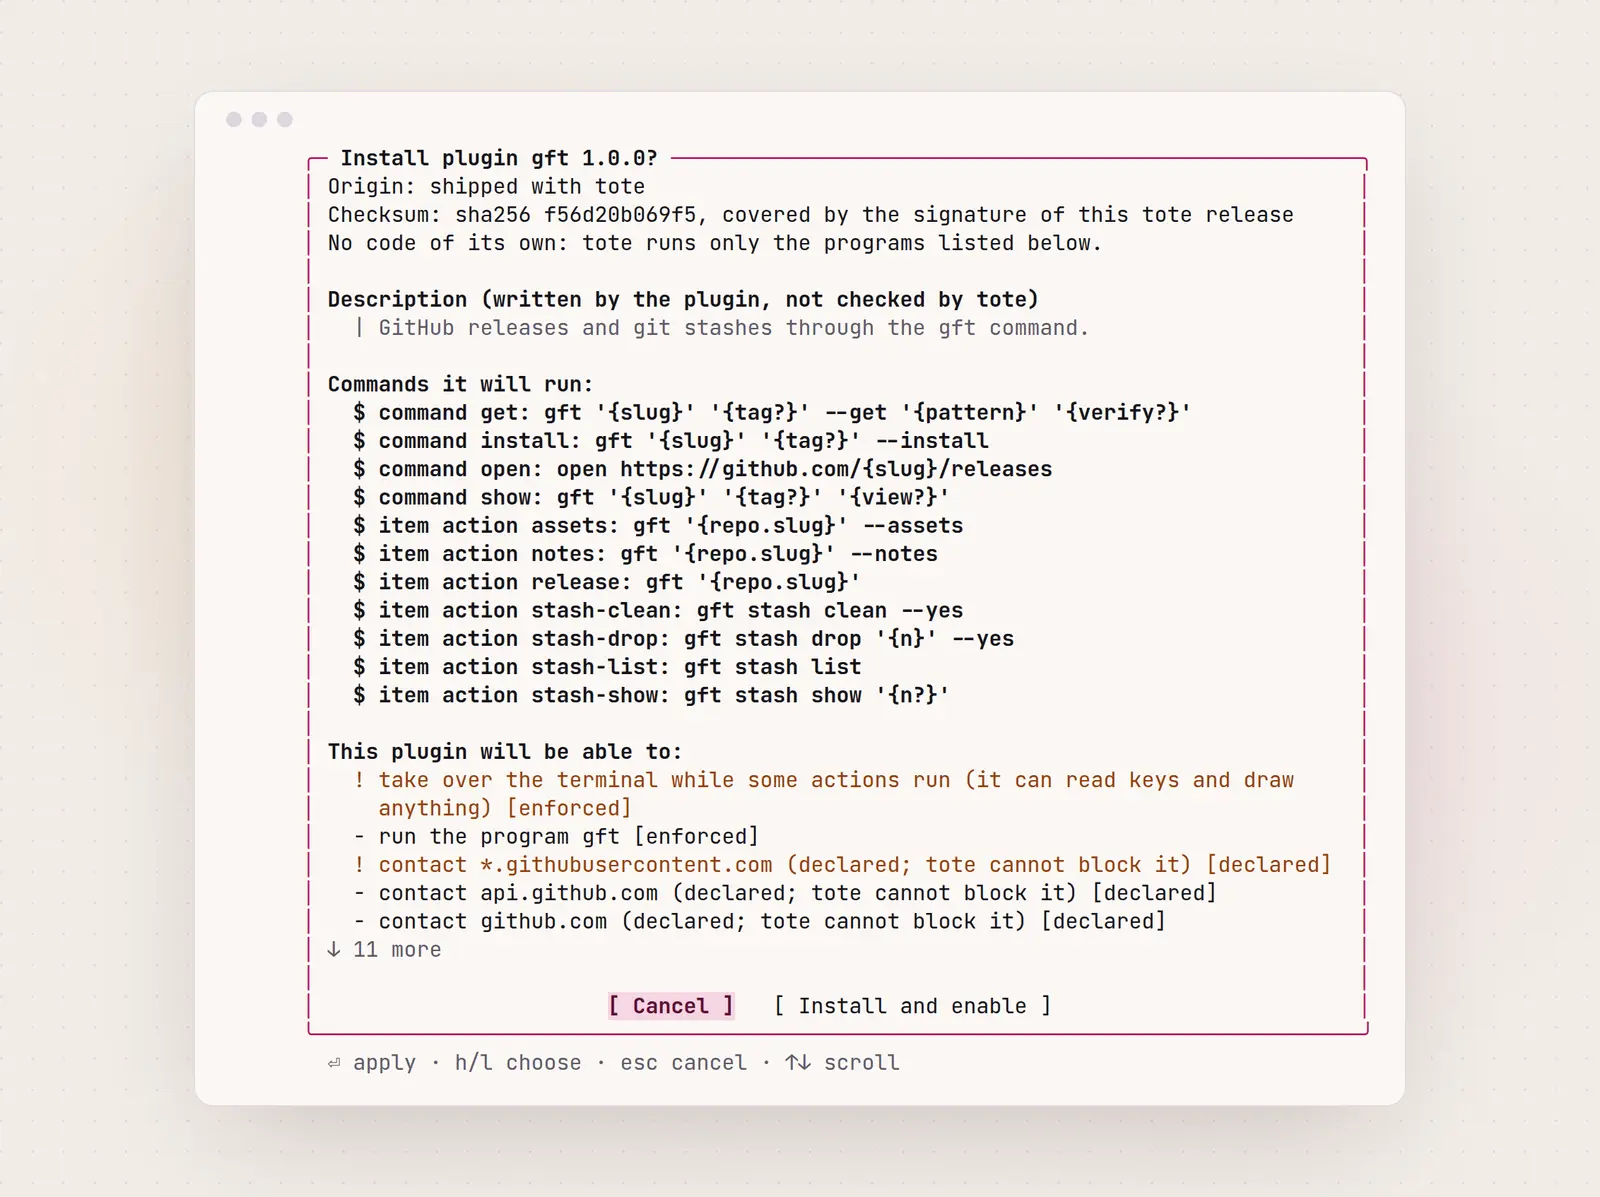 Install plugin gft 1.0.0?
Origin: shipped with tote
Checksum: sha256 f56d20b069f5, covered by the signature of this tote release
No code of its own: tote runs only the programs listed below.
Description (written by the plugin, not checked by tote)
| GitHub releases and git stashes through the gft command.
Commands it will run:
$ command get: gft '{slug}' '{tag?}' --get '{pattern}' '{verify?}'
$ command install: gft '{slug}' '{tag?}' --install
$ command open: open https://github.com/{slug}/releases
$ command show: gft '{slug}' '{tag?}' '{view?}'
$ item action assets: gft '{repo.slug}' --assets
$ item action notes: gft '{repo.slug}' --notes
$ item action release: gft '{repo.slug}'
$ item action stash-clean: gft stash clean --yes
$ item action stash-drop: gft stash drop '{n}' --yes
$ item action stash-list: gft stash list
$ item action stash-show: gft stash show '{n?}'
This plugin will be able to:
! take over the terminal while some actions run (it can read keys and draw
anything) [enforced]
- run the program gft [enforced]
! contact *.githubusercontent.com (declared; tote cannot block it) [declared]
- contact api.github.com (declared; tote cannot block it) [declared]
- contact github.com (declared; tote cannot block it) [declared]
↓ 11 more
[ Cancel ] [ Install and enable ]
⏎ apply · h/l choose · esc cancel · ↑↓ scroll